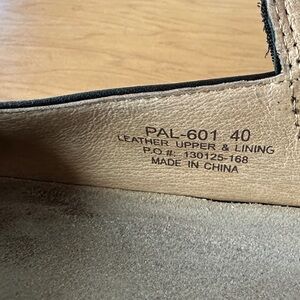 PAL-601 40
LEATHER UPPER & LINING
P.O.#: 130125-168
MADE IN CHINA